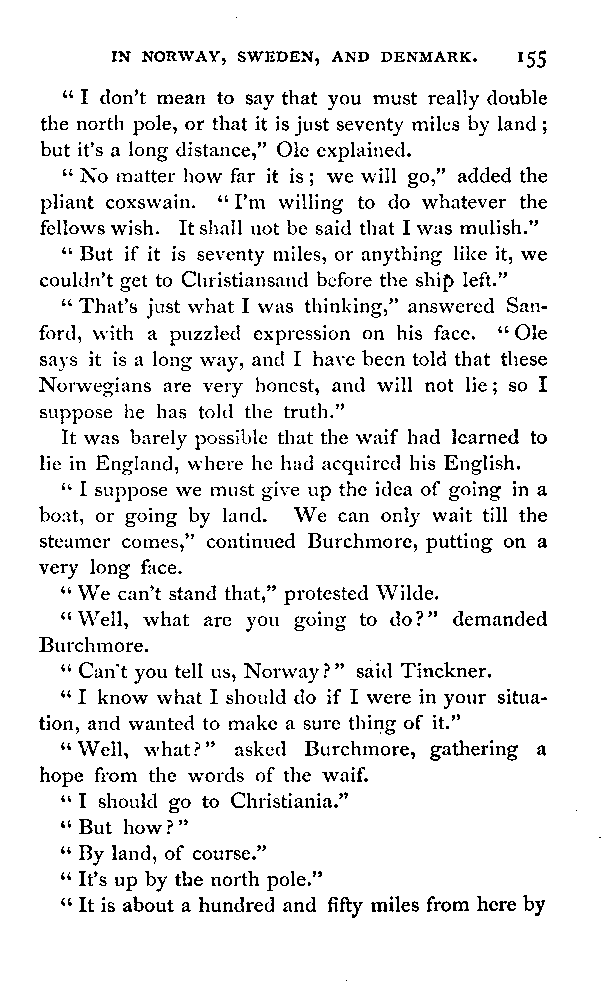 IN NORWAY, SWEDEN, AND DENMARK. 155
" I don't mean to say that you must really double
the north pole, or that it is just seventy miles by land ;
but it's a long distance," Ole explained.
" No matter how far it is ; we will go," added the
pliant coxswain. " I'm willing to do whatever the
fellows wish. It shall not be said that I was mulish."
" But if it is seventy miles, or anything like it, we
couldn't get to Christiansand before the ship left."
" That's just what I was thinking," answered San-
ford, with a puzzled expression on his face. " Ole
says it is a long way, and I have been told that these
Norwegians are very honest, and will not lie ; so I
suppose he has told the truth."
It was barely possible that the waif had learned to
lie in England, where he had acquired his English.
" I suppose we must give up the idea of going in a
boat, or going by land. We can only wait till the
steamer comes," continued Burchmore, putting on a
very long face.
" We can't stand that," protested Wilde.
" Well, what are you going to do? " demanded
Burchmore.
" Can't you tell us, Norway? " said Tinckner.
" I know what I should do if I were in your situa-
tion, and wanted to make a sure thing of it."
" Well, what? " asked Burchmore, gathering a
hope from the words of the waif.
" I should go to Christiania."
" But how? "
" By land, of course."
" It's up by the north pole."
" It is about a hundred and fifty miles from here by